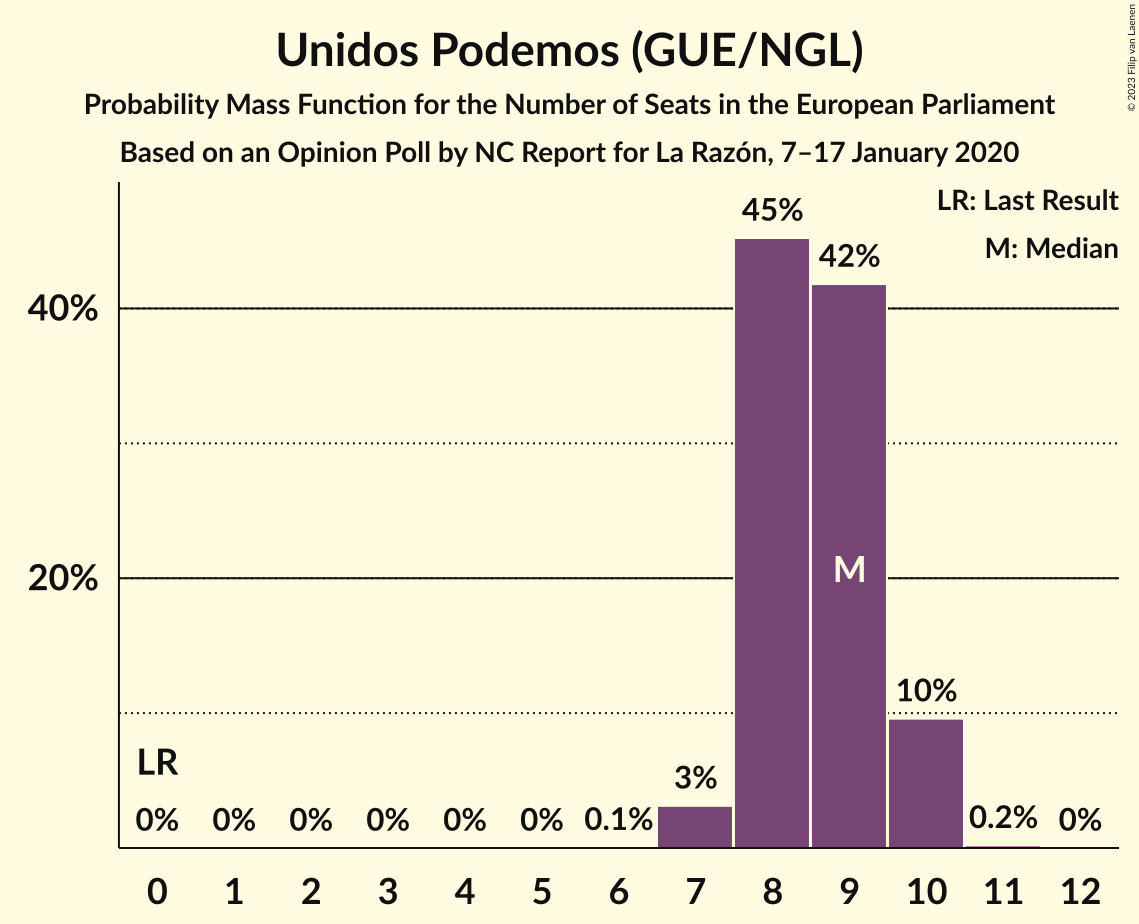 Unidos Podemos (GUE/NGL)
Probability Mass Function for the Number of Seats in the European Parliament
Based on an Opinion Poll by NC Report for La Razón, 7–17 January 2020
© 2023 Filip van Laenen
LR: Last Result
M: Median
45%
42%
40%
20%
M
10%
LR
3%
0% 0% 0% 0% 0% 0% 0.1% 0.2% 0%
0 1 2 3 4 5 6 7 8 9 10 11 12